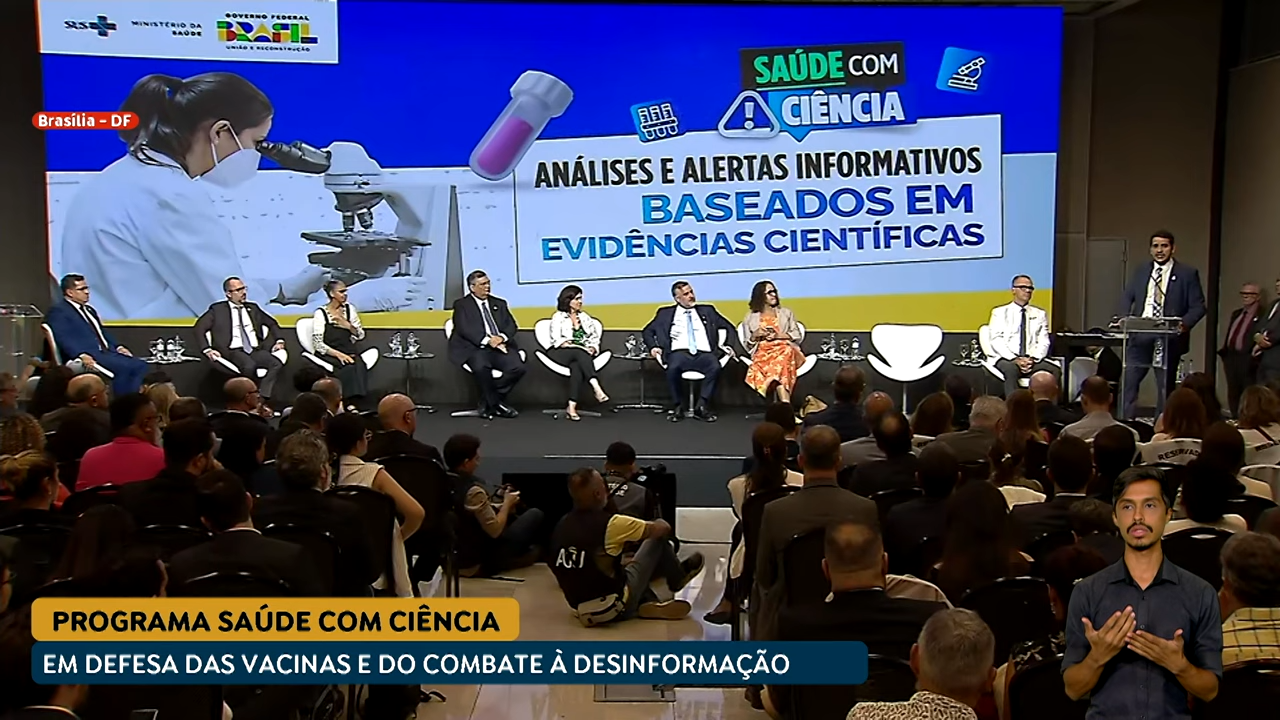 SUS
MINISTÉRIO DA
SAÚDE
GOVERNO FEDERAL
BRASIL
UNIÃO E RECONSTRUÇÃO
Brasília - DF
SAÚDE COM
CIÊNCIA
ANÁLISES E ALERTAS INFORMATIVOS
BASEADOS EM
EVIDÊNCIAS CIENTÍFICAS
RESERVADO
PROGRAMA SAÚDE COM CIÊNCIA
EM DEFESA DAS VACINAS E DO COMBATE À DESINFORMAÇÃO